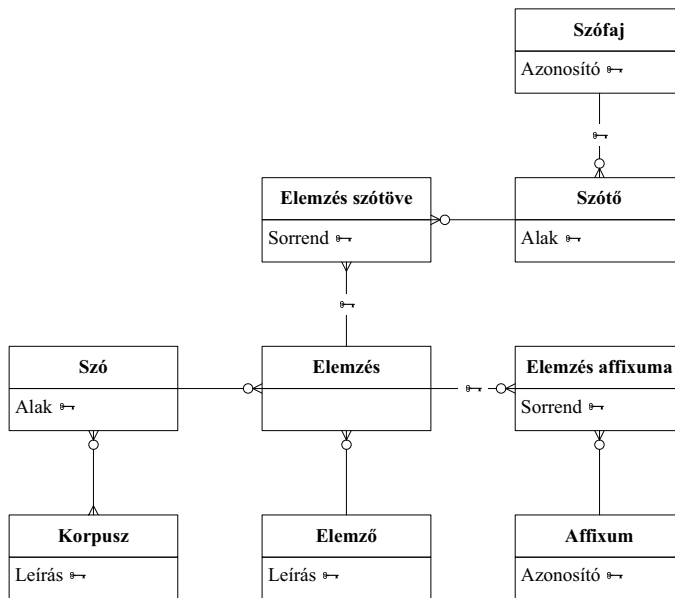 Szófaj
Azonosító
Elemzés szótöve
Sorrend
Szótő
Alak
Szó
Alak
Elemzés
Elemzés affixuma
Sorrend
Korpusz
Leírás
Elemző
Leírás
Affixum
Azonosító